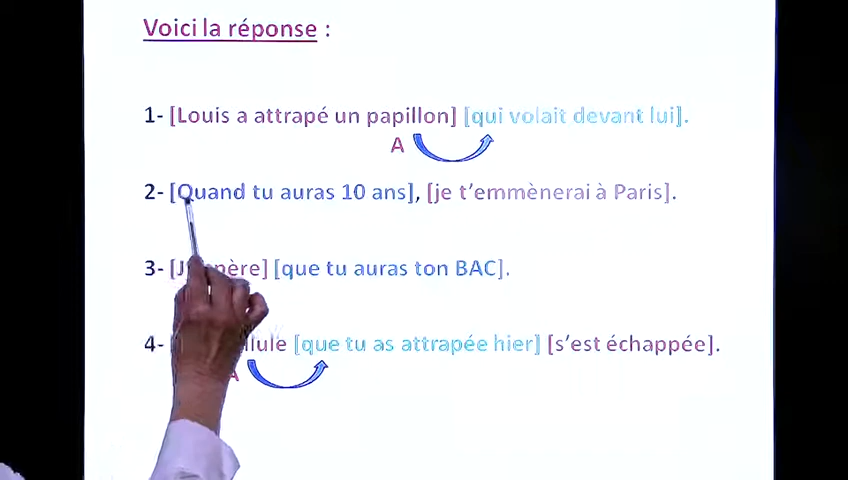 Voici la réponse :
1- [Louis a attrapé un papillon] [qui volait devant lui].
A
2- [Quand tu auras 10 ans], [je t'emmènerai à Paris].
3- [J' père] [que tu auras ton BAC].
4- [ llule [que tu as attrapée hier] [s'est échappée].
A